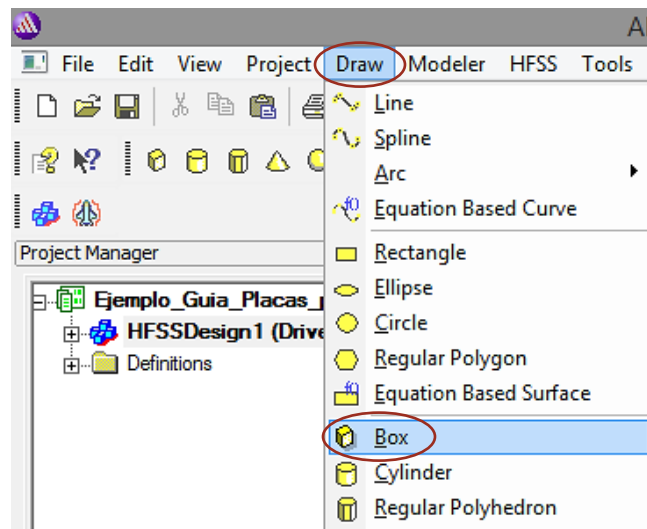 File Edit View Project Draw Modeler HFSS Tools
Line
Spline
Arc
Equation Based Curve
Project Manager
Rectangle
Ejemplo_Guia_Placas_
Ellipse
HFSSDesign1 (Drive
Circle
Definitions
Regular Polygon
Equation Based Surface
Box
Cylinder
Regular Polyhedron